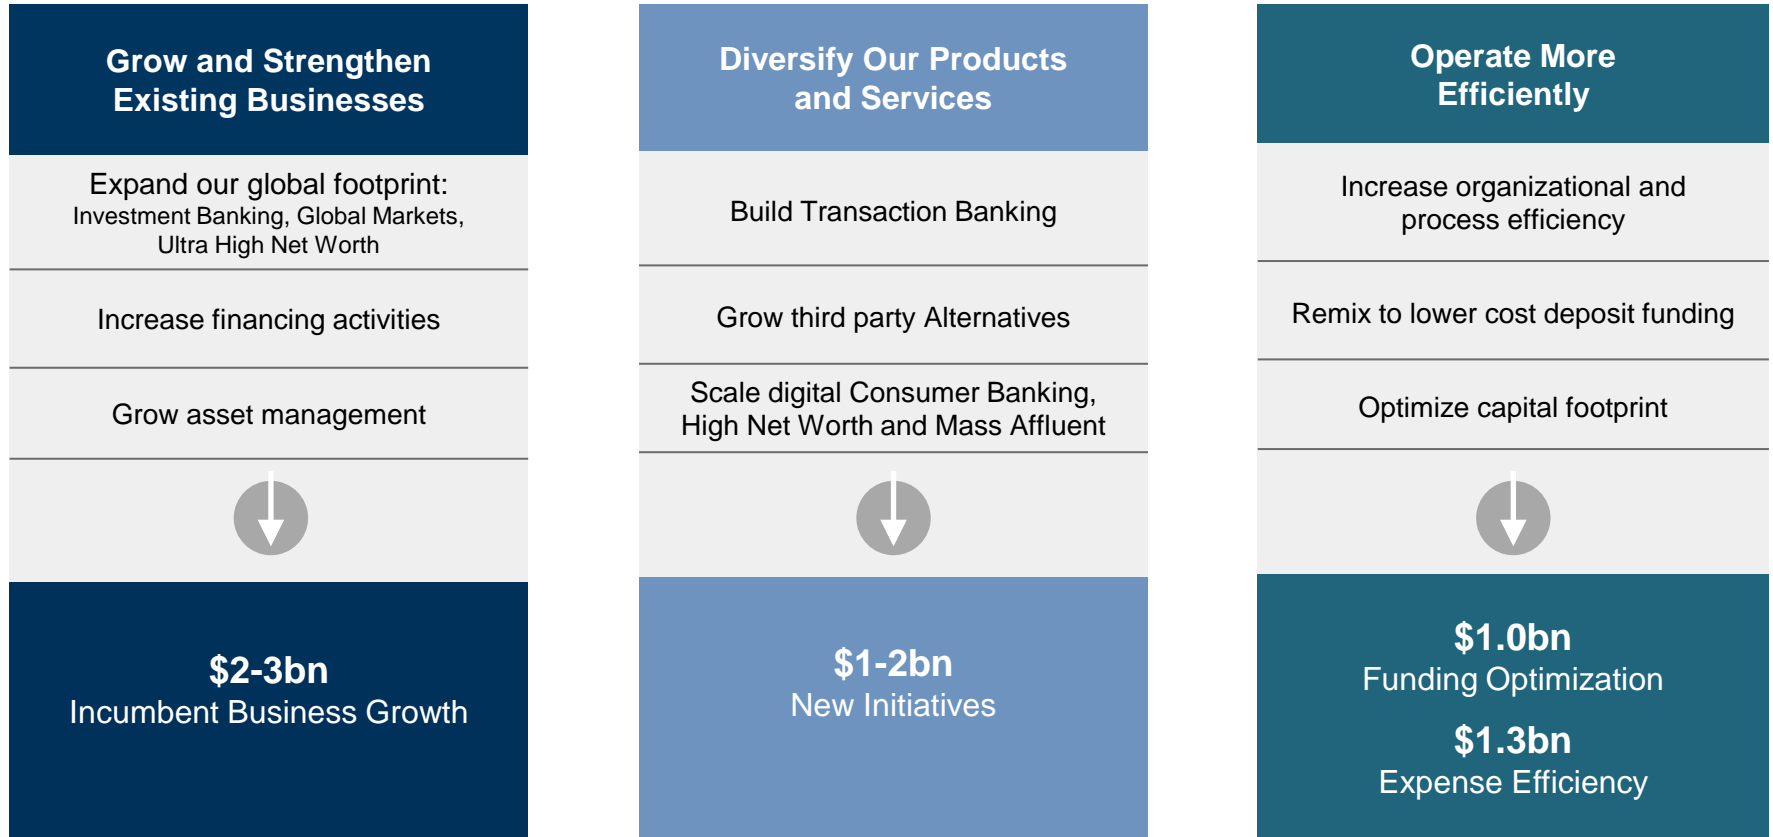 Grow and Strengthen
Existing Businesses
Expand our global footprint:
Investment Banking, Global Markets,
Ultra High Net Worth
Increase financing activities
Grow asset management
$2-3bn
Incumbent Business Growth
Diversify Our Products
and Services
Build Transaction Banking
Grow third party Alternatives
Scale digital Consumer Banking,
High Net Worth and Mass Affluent
$1-2bn
New Initiatives
Operate More
Efficiently
Increase organizational and
process efficiency
Remix to lower cost deposit funding
Optimize capital footprint
$1.0bn
Funding Optimization
$1.3bn
Expense Efficiency